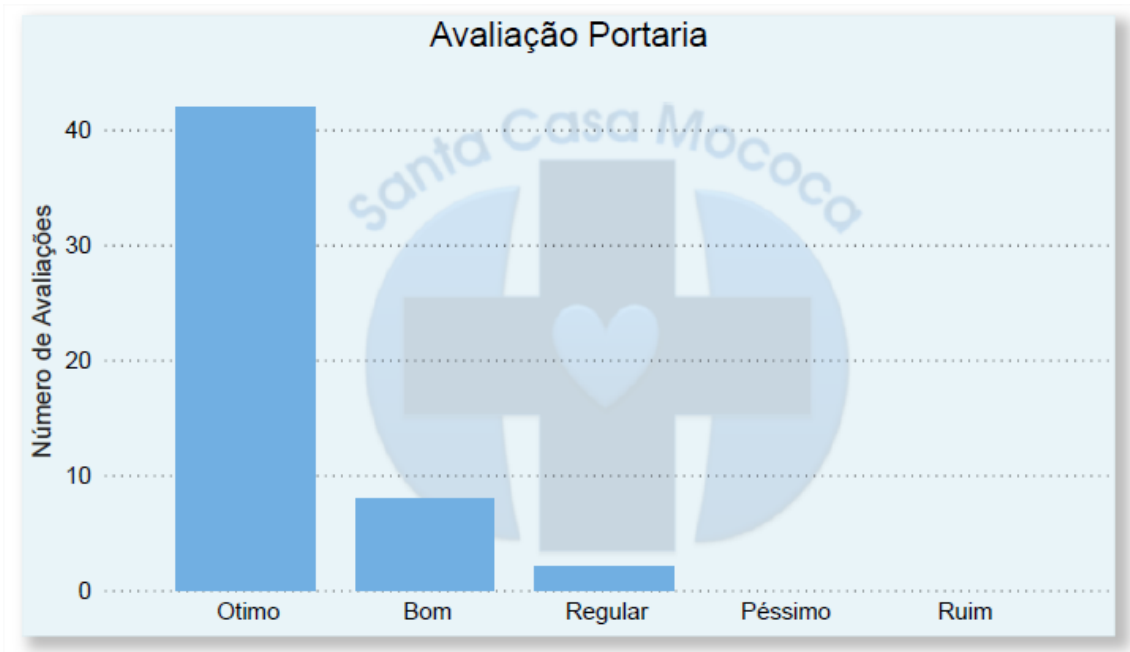 Avaliação Portaria
Santa Casa Mococa
Número de Avaliações
40
30
20
10
0
Otimo Bom Regular Péssimo Ruim